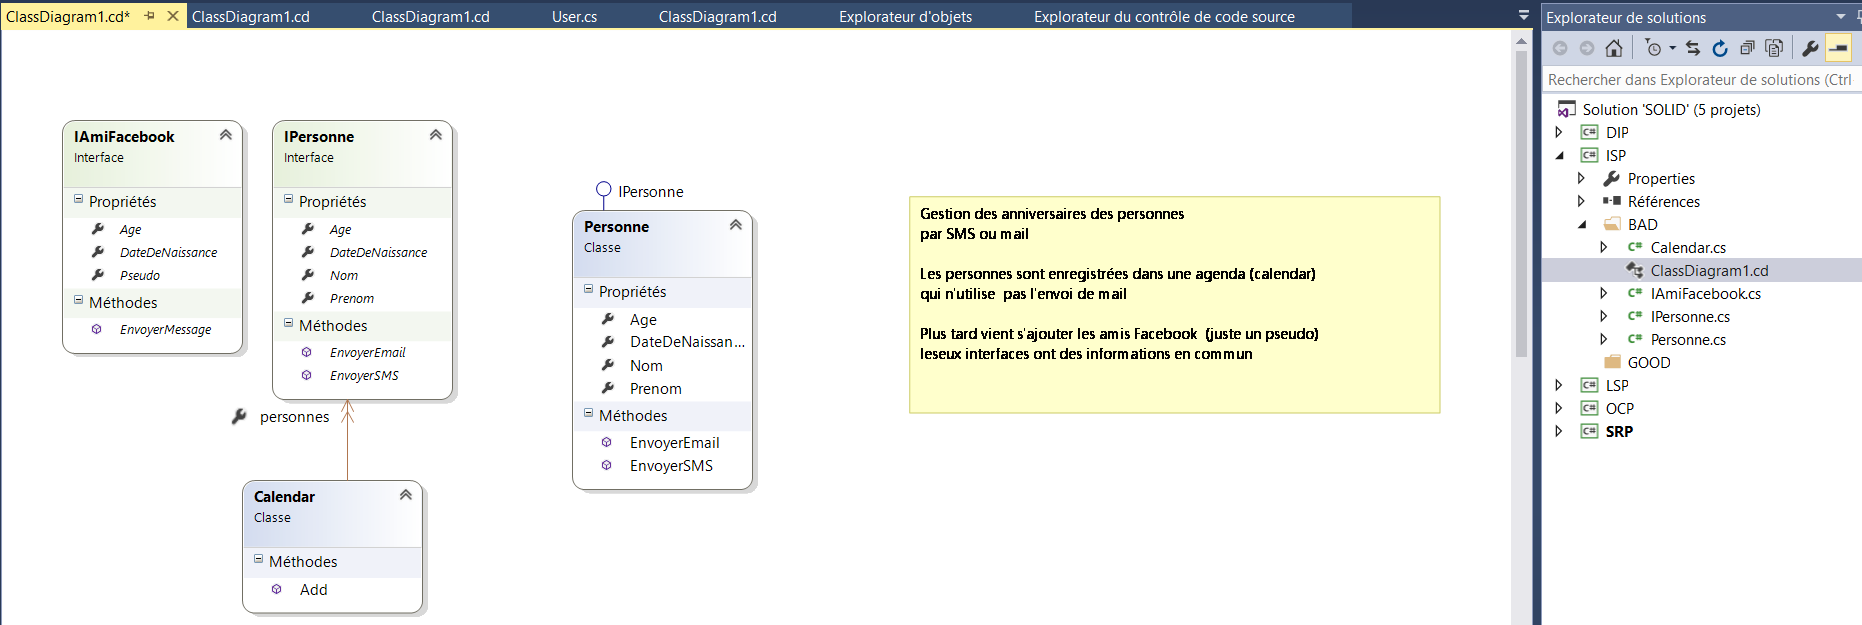 ClassDiagram1.cd*
ClassDiagram1.cd
ClassDiagram1.cd
User.cs
ClassDiagram1.cd
Explorateur d'objets
Explorateur du contrôle de code source
IAmiFacebook
Interface
Propriétés
Age
DateDeNaissance
Pseudo
Méthodes
EnvoyerMessage
IPersonne
Interface
Propriétés
Age
DateDeNaissance
Nom
Prenom
Méthodes
EnvoyerEmail
EnvoyerSMS
personnes
Calendar
Classe
Méthodes
Add
IPersonne
Personne
Classe
Propriétés
Age
DateDeNaissan...
Nom
Prenom
Méthodes
EnvoyerEmail
EnvoyerSMS
Gestion des anniversaires des personnes
par SMS ou mail
Les personnes sont enregistrées dans une agenda (calendar)
qui n'utilise pas l'envoi de mail
Plus tard vient s'ajouter les amis Facebook (juste un pseudo)
leseux interfaces ont des informations en commun
Explorateur de solutions
Rechercher dans Explorateur de solutions (Ctrl
Solution 'SOLID' (5 projets)
C# DIP
C# ISP
Properties
Références
BAD
C# Calendar.cs
ClassDiagram1.cd
C# IAmiFacebook.cs
C# IPersonne.cs
C# Personne.cs
GOOD
C# LSP
C# OCP
C# SRP